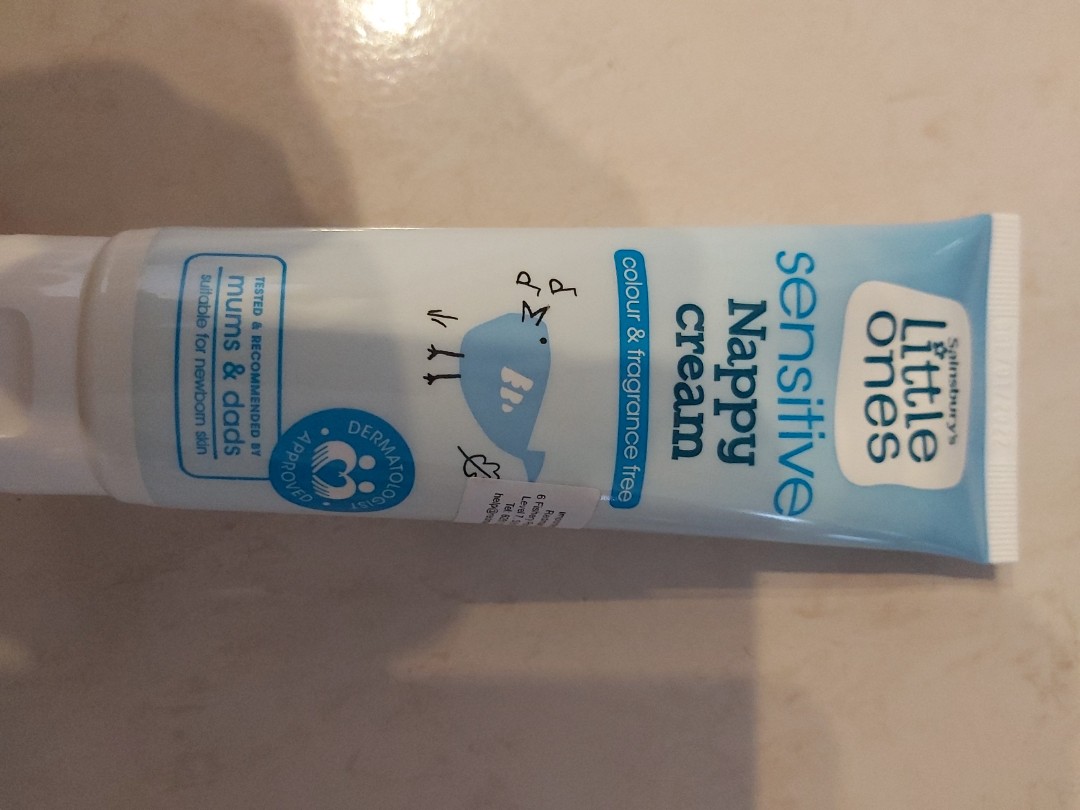 Sainsbury's
Little
ones
sensitive
Nappy
cream
colour & fragrance free
DERMATOLOGIST
APPROVED
TESTED & RECOMMENDED BY
mums & dads
suitable for newborn skin